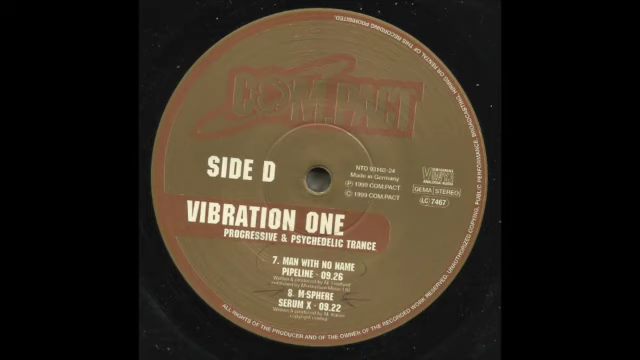 COM.PACT
SIDE D
NTD 93102-24
Made in Germany
Ⓟ 1999 COM.PACT
© 1999 COM.PACT
GEMA STEREO
LC 7467
VIBRATION ONE
PROGRESSIVE & PSYCHEDELIC TRANCE
7. MAN WITH NO NAME
PIPELINE - 09.26
8. M-SPHERE
SERUM X - 09.22
ALL RIGHTS OF THE PRODUCER AND OF THE OWNER OF THE RECORDED WORK RESERVED. UNAUTHORIZED COPYING, PUBLIC PERFORMANCE, BROADCASTING, HIRING OR RENTAL OF THIS RECORDING PROHIBITED.